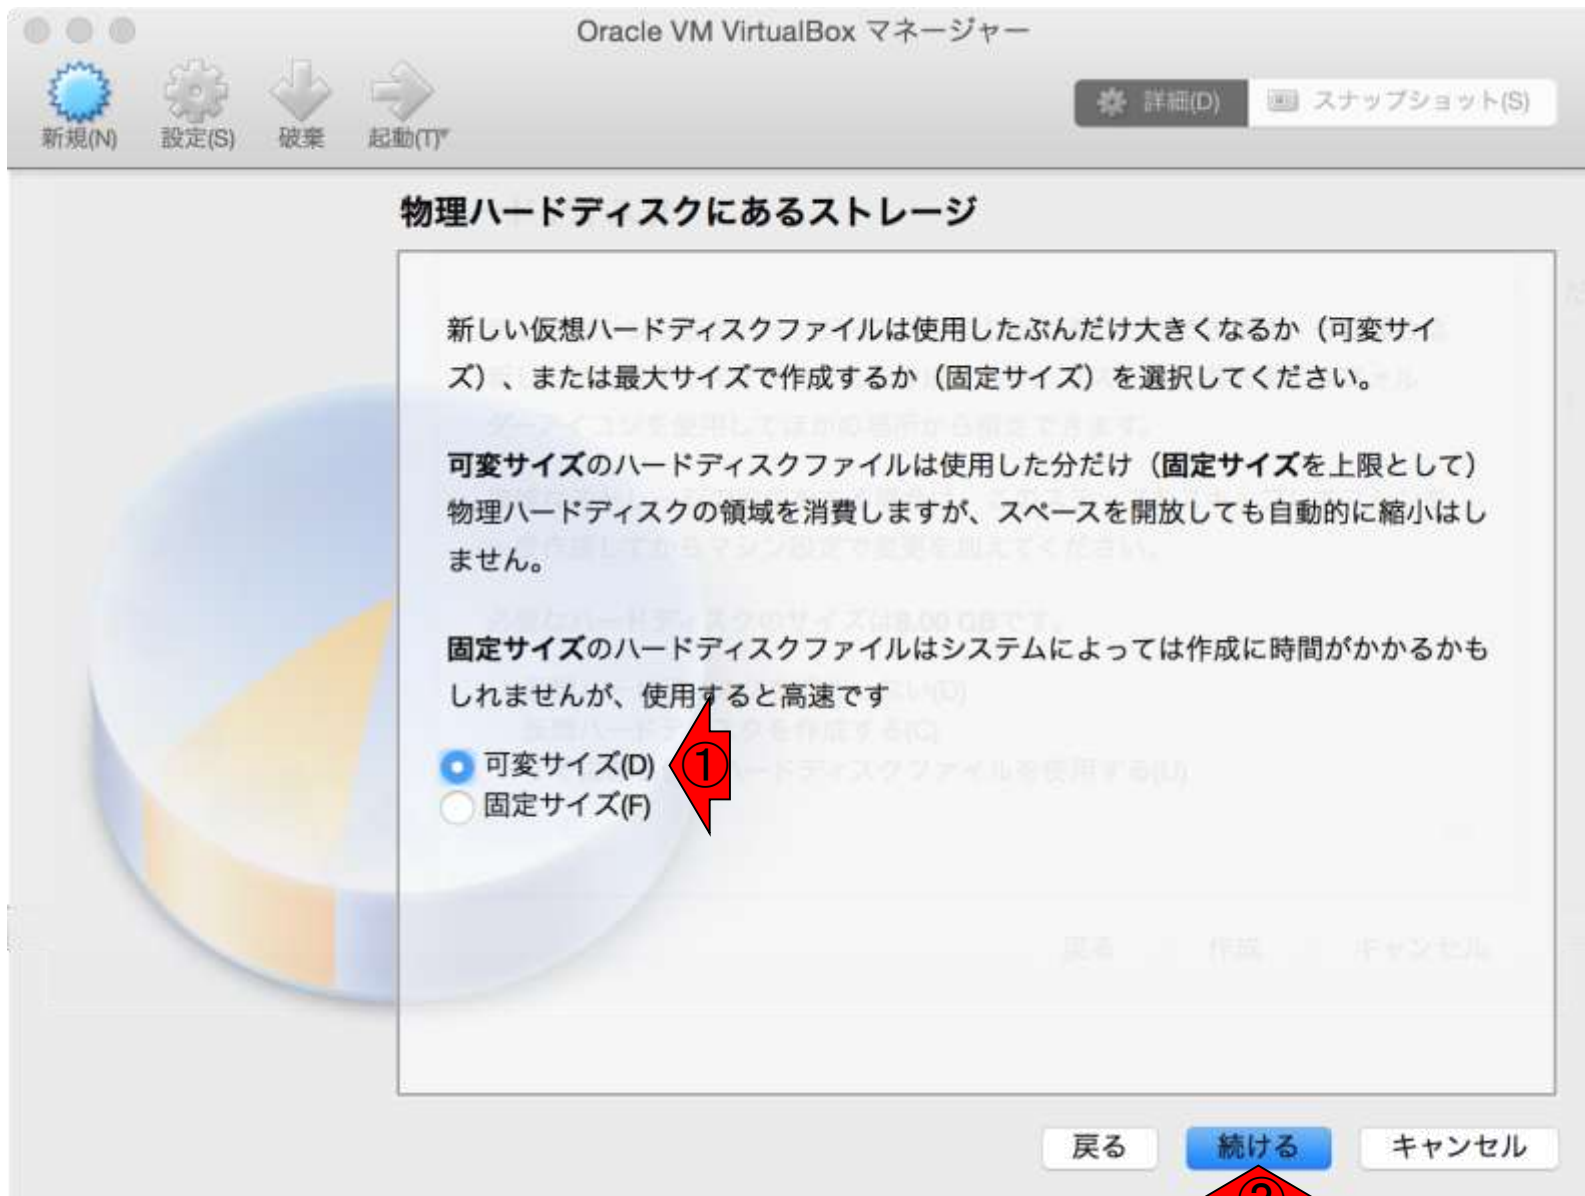 Oracle VM VirtualBox マネージャー
新規(N) 設定(S) 破棄 起動(T)
詳細(D) スナップショット(S)
物理ハードディスクにあるストレージ
新しい仮想ハードディスクファイルは使用したぶんだけ大きくなるか（可変サイ
ズ）、または最大サイズで作成するか（固定サイズ）を選択してください。
可変サイズのハードディスクファイルは使用した分だけ（固定サイズを上限として）
物理ハードディスクの領域を消費しますが、スペースを開放しても自動的に縮小はし
ません。
固定サイズのハードディスクファイルはシステムによっては作成に時間がかかるかも
しれませんが、使用すると高速です
可変サイズ(D) ①
固定サイズ(F)
戻る 続ける キャンセル
②